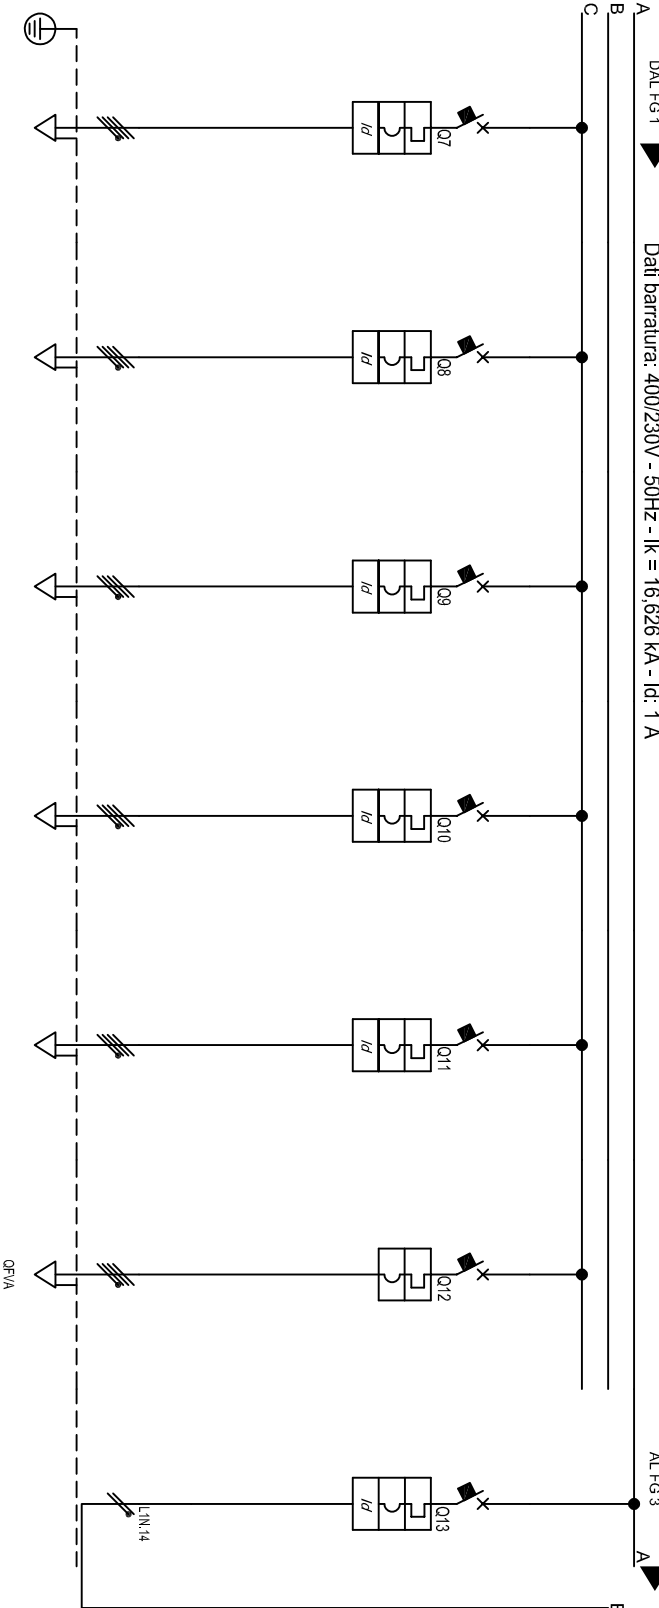 A
B
C
DAL FG 1
Dati barratura: 400/230V - 50Hz - Ik = 16,626 kA - Id: 1 A
AL FG 3
A
Q7
Id
Q8
Id
Q9
Id
Q10
Id
Q11
Id
Q12
Q13
Id
L1N.14
QFVA